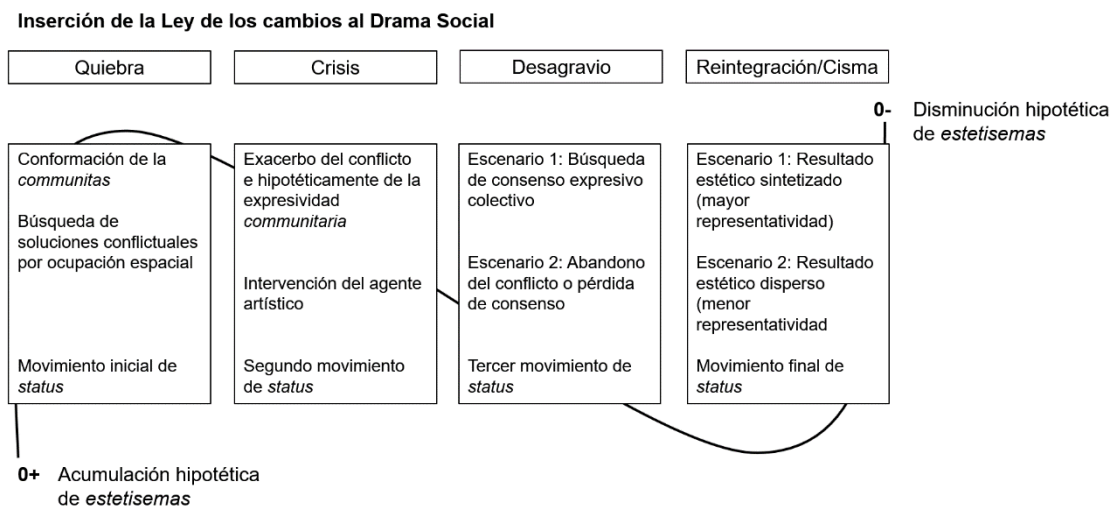 Inserción de la Ley de los cambios al Drama Social
Quiebra
Crisis
Desagravio
Reintegración/Cisma
0- Disminución hipotética
de estetisemas
Conformación de la
communitas
Búsqueda de
soluciones conflictuales
por ocupación espacial
Movimiento inicial de
status
Exacerbo del conflicto
e hipotéticamente de la
expresividad
communitaria
Intervención del agente
artístico
Segundo movimiento
de status
Escenario 1: Búsqueda
de consenso expresivo
colectivo
Escenario 2: Abandono
del conflicto o pérdida
de consenso
Tercer movimiento de
status
Escenario 1: Resultado
estético sintetizado
(mayor
representatividad)
Escenario 2: Resultado
estético disperso
(menor
representatividad
Movimiento final de
status
0+ Acumulación hipotética
de estetisemas